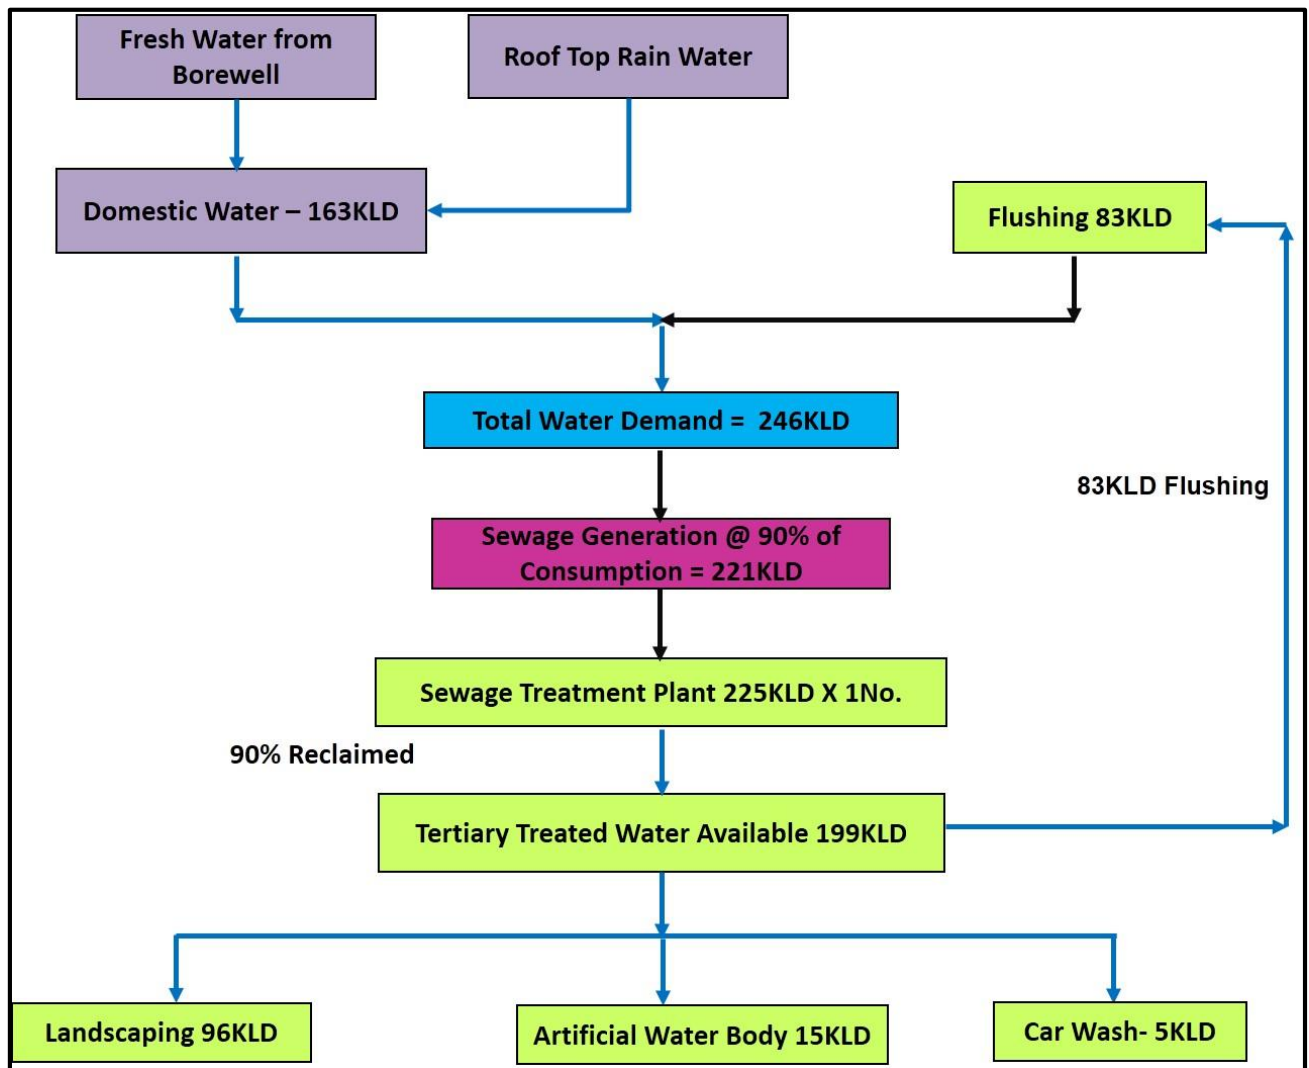 Fresh Water from
Borewell
Roof Top Rain Water
Domestic Water – 163KLD
Flushing 83KLD
Total Water Demand =  246KLD
83KLD Flushing
Sewage Generation @ 90% of
Consumption = 221KLD
Sewage Treatment Plant 225KLD X 1No.
90% Reclaimed
Tertiary Treated Water Available 199KLD
Landscaping 96KLD
Artificial Water Body 15KLD
Car Wash- 5KLD